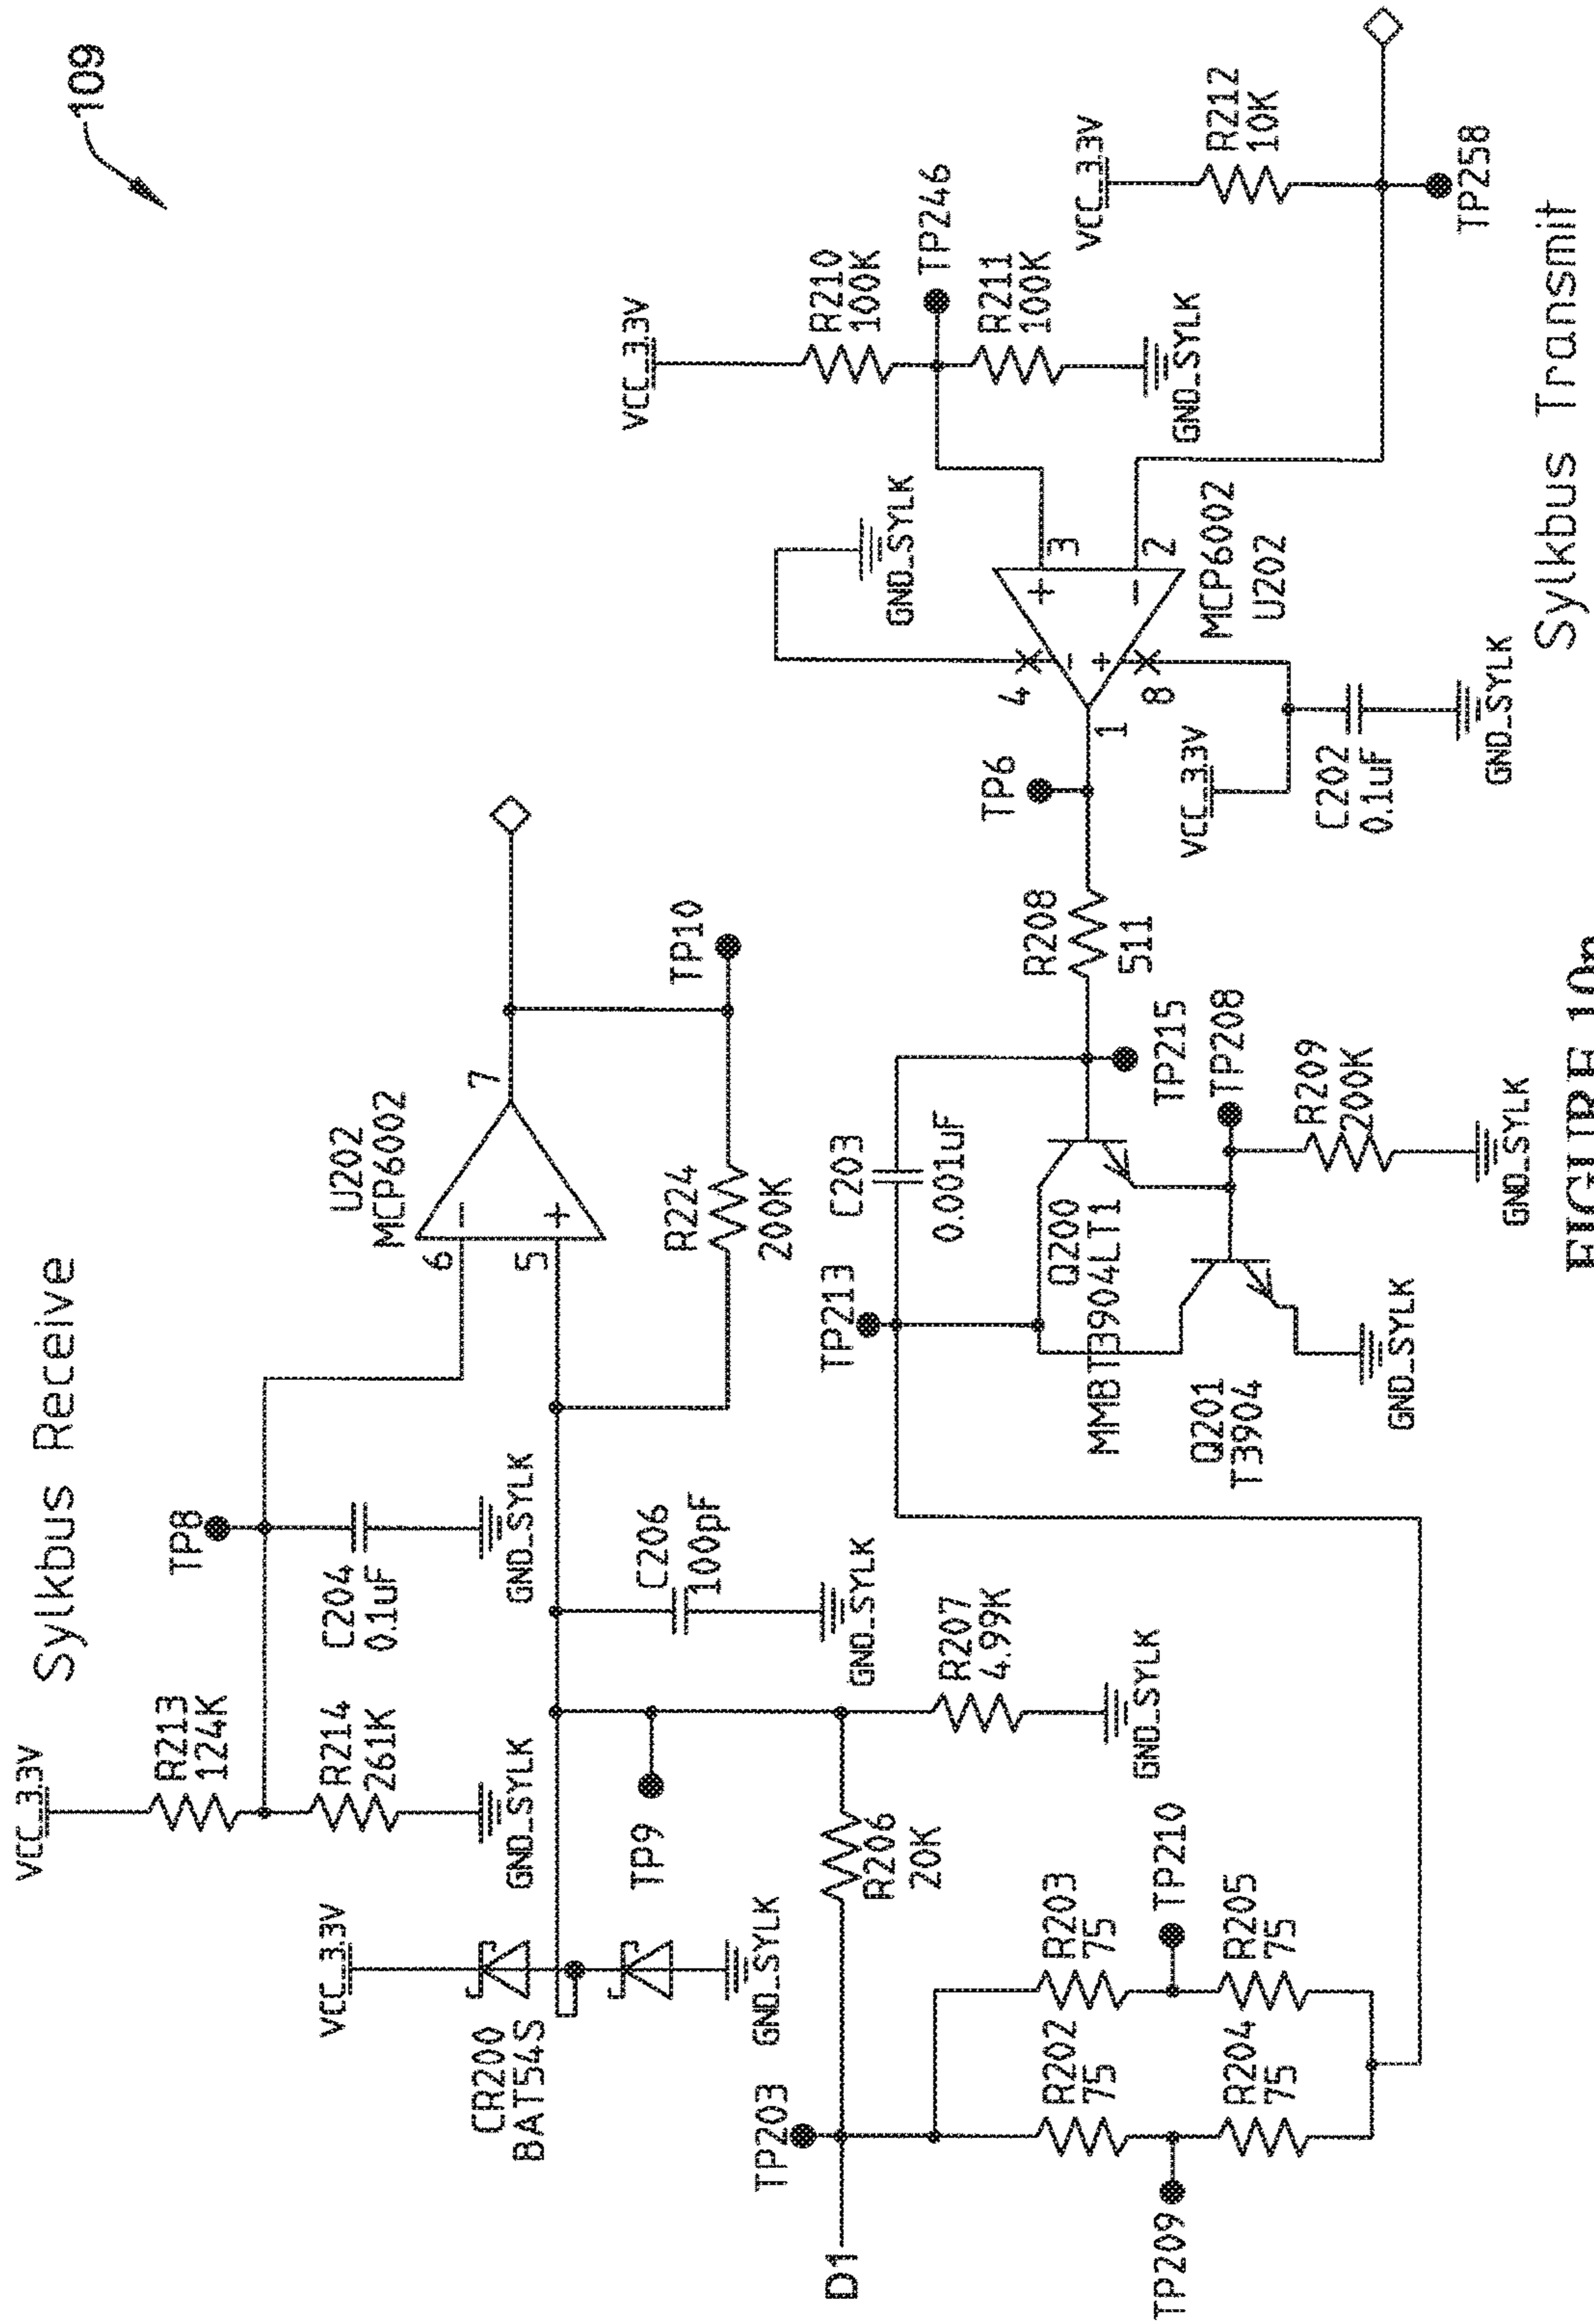 109
Sylkbus Receive
VCC_3.3V
R213
124K
R214
261K
GND_SYLK
TP8
C204
0.1uF
GND_SYLK
U202
MCP6002
6
5
7
VCC_3.3V
CR200
BAT54S
GND_SYLK
TP9
C206
100pF
GND_SYLK
R224
200K
TP10
TP203
D1
R206
20K
R207
4.99K
GND_SYLK
R202
75
R203
75
TP209
TP210
R204
75
R205
75
TP213
C203
0.001uF
Q200
MMBT3904LT1
Q201
T3904
GND_SYLK
TP215
TP208
R209
200K
GND_SYLK
R208
511
TP6
1
4
8
3
2
GND_SYLK
MCP6002
U202
VCC_3.3V
C202
0.1uF
GND_SYLK
VCC_3.3V
R210
100K
TP246
R211
100K
GND_SYLK
VCC_3.3V
R212
10K
TP258
Sylkbus Transmit